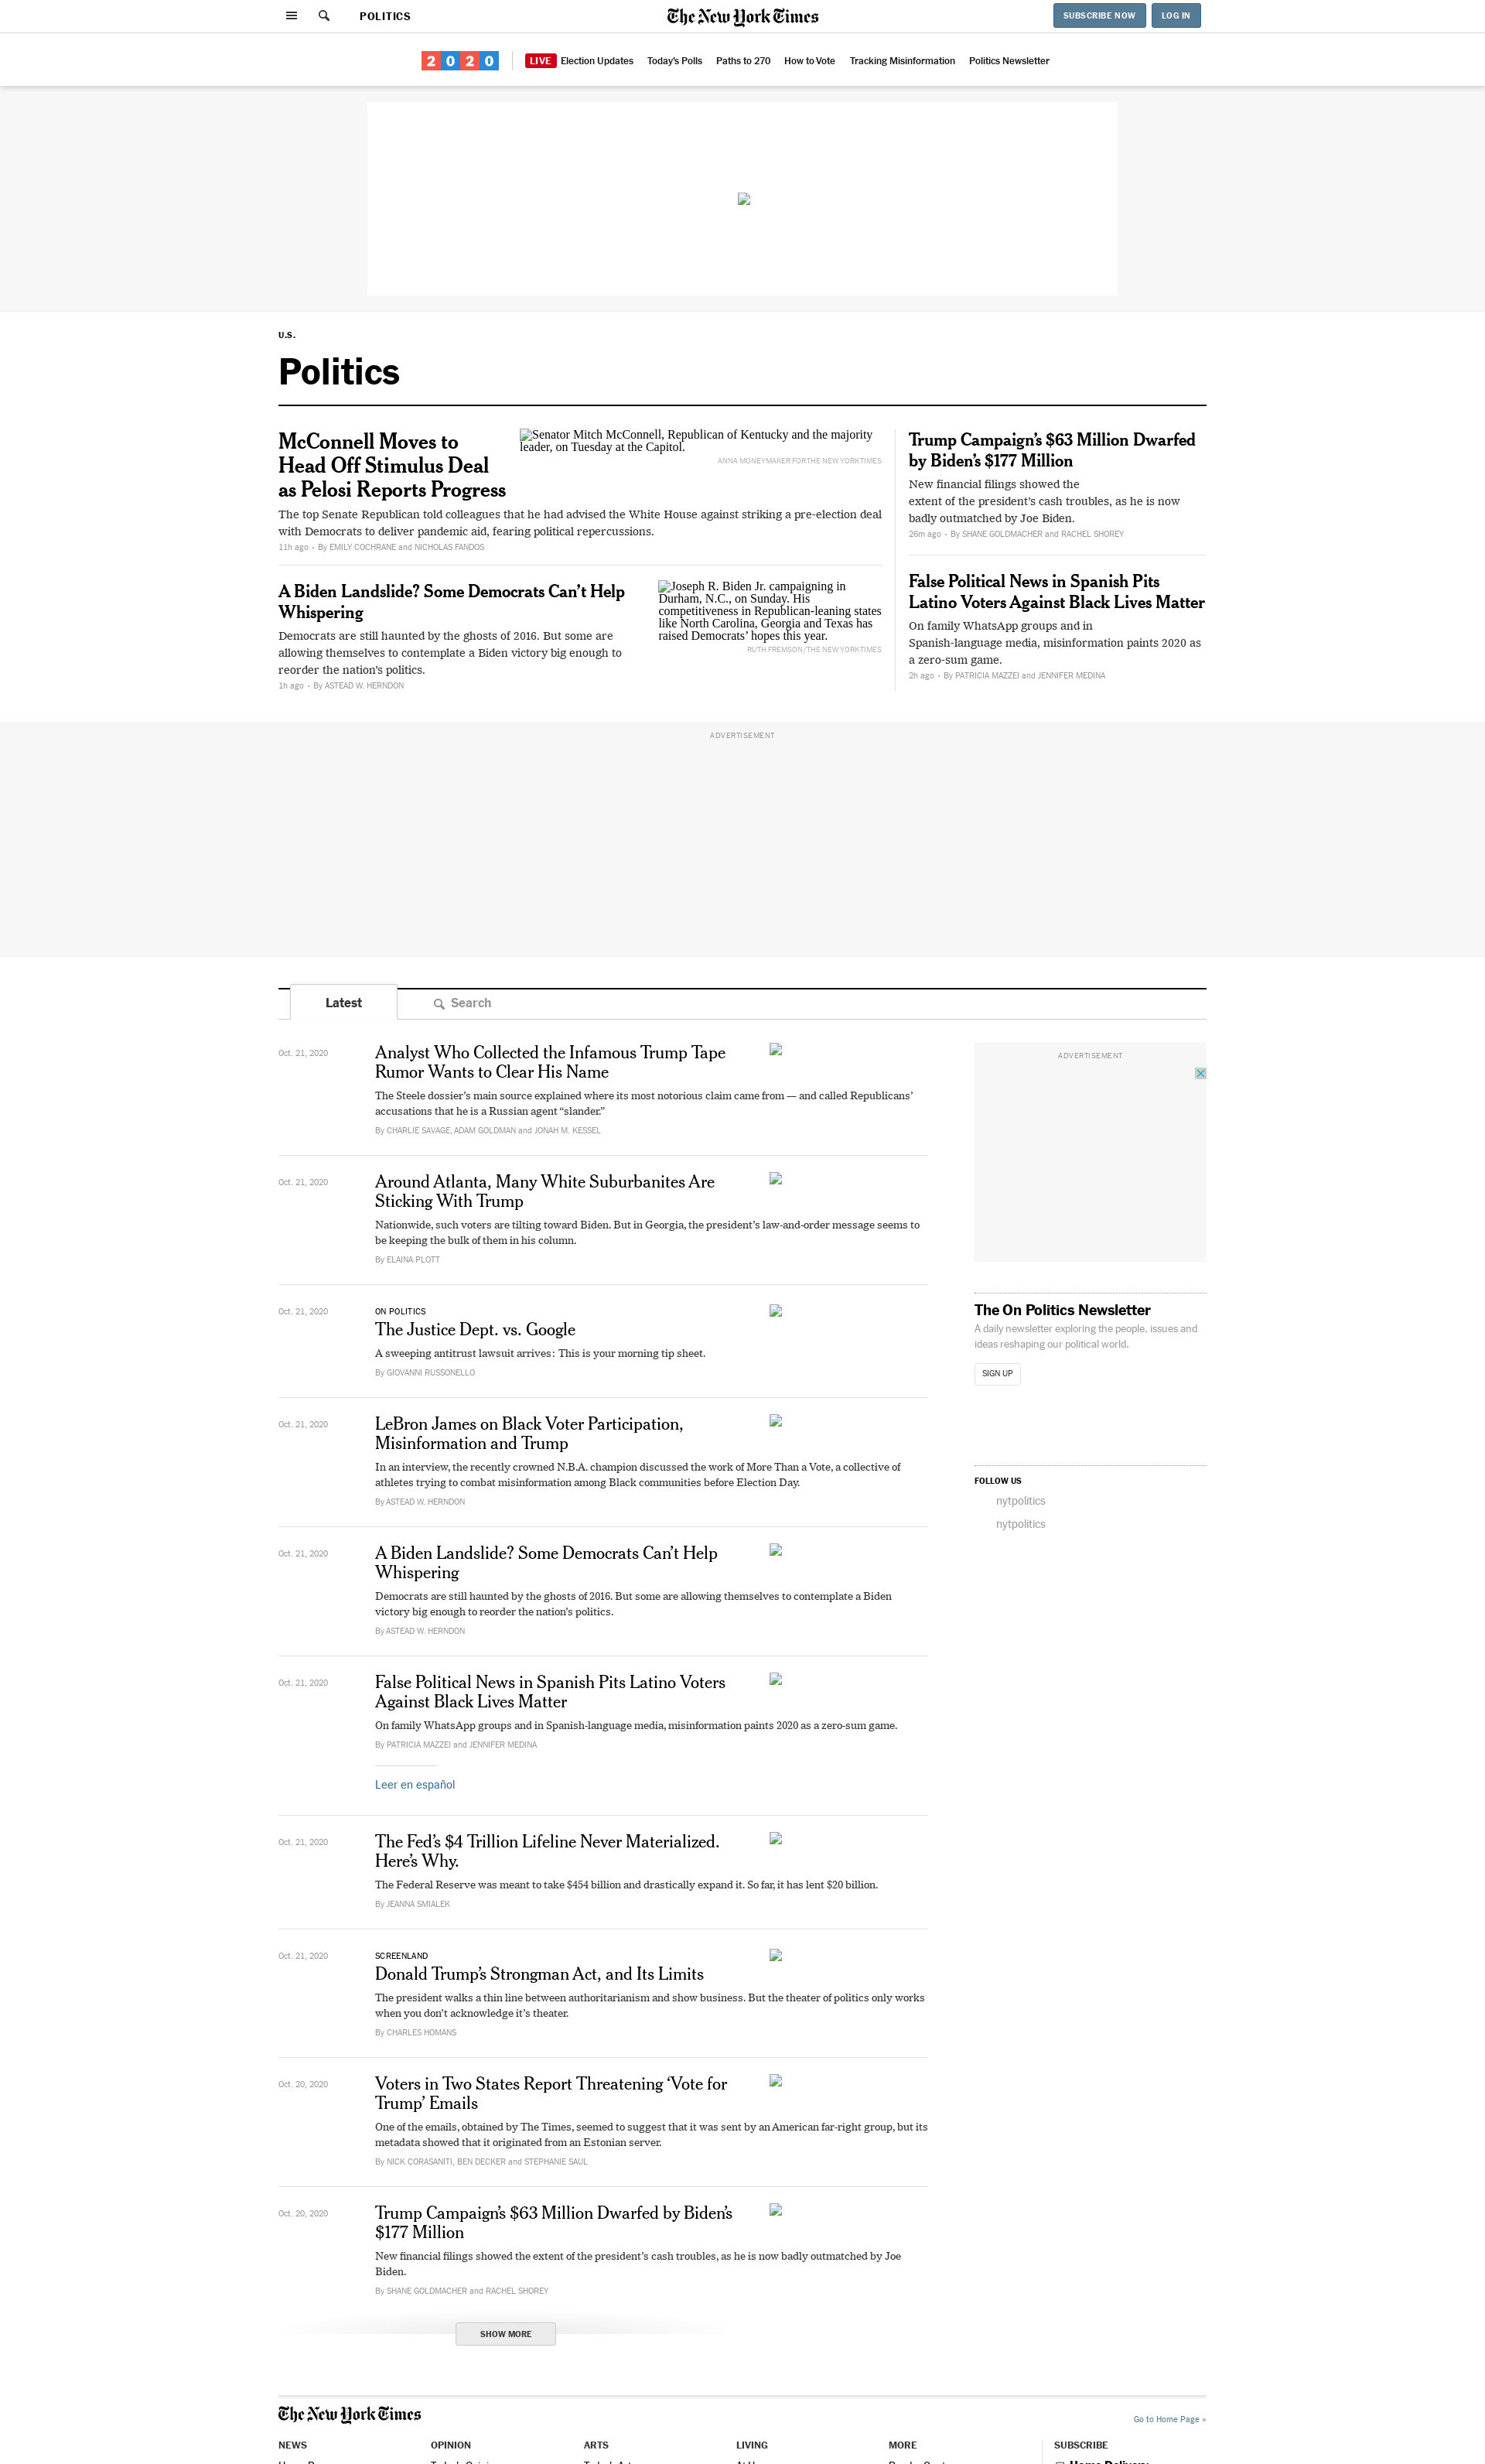 POLITICS
The New York Times
SUBSCRIBE NOW
LOG IN
2020
LIVE Election Updates
Today's Polls
Paths to 270
How to Vote
Tracking Misinformation
Politics Newsletter
U.S.
Politics
McConnell Moves to
Head Off Stimulus Deal
as Pelosi Reports Progress
Senator Mitch McConnell, Republican of Kentucky and the majority
leader, on Tuesday at the Capitol.
ANNA MONEYMAKER FOR THE NEW YORK TIMES
The top Senate Republican told colleagues that he had advised the White House against striking a pre-election deal
with Democrats to deliver pandemic aid, fearing political repercussions.
11h ago • By EMILY COCHRANE and NICHOLAS FANDOS
A Biden Landslide? Some Democrats Can’t Help
Whispering
Democrats are still haunted by the ghosts of 2016. But some are
allowing themselves to contemplate a Biden victory big enough to
reorder the nation’s politics.
1h ago • By ASTEAD W. HERNDON
Joseph R. Biden Jr. campaigning in
Durham, N.C., on Sunday. His
competitiveness in Republican-leaning states
like North Carolina, Georgia and Texas has
raised Democrats’ hopes this year.
RUTH FREMSON/THE NEW YORK TIMES
Trump Campaign’s $63 Million Dwarfed
by Biden’s $177 Million
New financial filings showed the
extent of the president’s cash troubles, as he is now
badly outmatched by Joe Biden.
26m ago • By SHANE GOLDMACHER and RACHEL SHOREY
False Political News in Spanish Pits
Latino Voters Against Black Lives Matter
On family WhatsApp groups and in
Spanish-language media, misinformation paints 2020 as
a zero-sum game.
2h ago • By PATRICIA MAZZEI and JENNIFER MEDINA
ADVERTISEMENT
Latest
Search
Oct. 21, 2020
Analyst Who Collected the Infamous Trump Tape
Rumor Wants to Clear His Name
The Steele dossier’s main source explained where its most notorious claim came from — and called Republicans’
accusations that he is a Russian agent “slander.”
By CHARLIE SAVAGE, ADAM GOLDMAN and JONAH M. KESSEL
Oct. 21, 2020
Around Atlanta, Many White Suburbanites Are
Sticking With Trump
Nationwide, such voters are tilting toward Biden. But in Georgia, the president’s law-and-order message seems to
be keeping the bulk of them in his column.
By ELAINA PLOTT
Oct. 21, 2020
ON POLITICS
The Justice Dept. vs. Google
A sweeping antitrust lawsuit arrives: This is your morning tip sheet.
By GIOVANNI RUSSONELLO
Oct. 21, 2020
LeBron James on Black Voter Participation,
Misinformation and Trump
In an interview, the recently crowned N.B.A. champion discussed the work of More Than a Vote, a collective of
athletes trying to combat misinformation among Black communities before Election Day.
By ASTEAD W. HERNDON
Oct. 21, 2020
A Biden Landslide? Some Democrats Can’t Help
Whispering
Democrats are still haunted by the ghosts of 2016. But some are allowing themselves to contemplate a Biden
victory big enough to reorder the nation’s politics.
By ASTEAD W. HERNDON
Oct. 21, 2020
False Political News in Spanish Pits Latino Voters
Against Black Lives Matter
On family WhatsApp groups and in Spanish-language media, misinformation paints 2020 as a zero-sum game.
By PATRICIA MAZZEI and JENNIFER MEDINA
Leer en español
Oct. 21, 2020
The Fed’s $4 Trillion Lifeline Never Materialized.
Here’s Why.
The Federal Reserve was meant to take $454 billion and drastically expand it. So far, it has lent $20 billion.
By JEANNA SMIALEK
Oct. 21, 2020
SCREENLAND
Donald Trump’s Strongman Act, and Its Limits
The president walks a thin line between authoritarianism and show business. But the theater of politics only works
when you don’t acknowledge it’s theater.
By CHARLES HOMANS
Oct. 20, 2020
Voters in Two States Report Threatening ‘Vote for
Trump’ Emails
One of the emails, obtained by The Times, seemed to suggest that it was sent by an American far-right group, but its
metadata showed that it originated from an Estonian server.
By NICK CORASANITI, BEN DECKER and STEPHANIE SAUL
Oct. 20, 2020
Trump Campaign’s $63 Million Dwarfed by Biden’s
$177 Million
New financial filings showed the extent of the president’s cash troubles, as he is now badly outmatched by Joe
Biden.
By SHANE GOLDMACHER and RACHEL SHOREY
SHOW MORE
ADVERTISEMENT
The On Politics Newsletter
A daily newsletter exploring the people, issues and
ideas reshaping our political world.
SIGN UP
FOLLOW US
nytpolitics
nytpolitics
The New York Times
Go to Home Page »
NEWS
OPINION
ARTS
LIVING
MORE
SUBSCRIBE